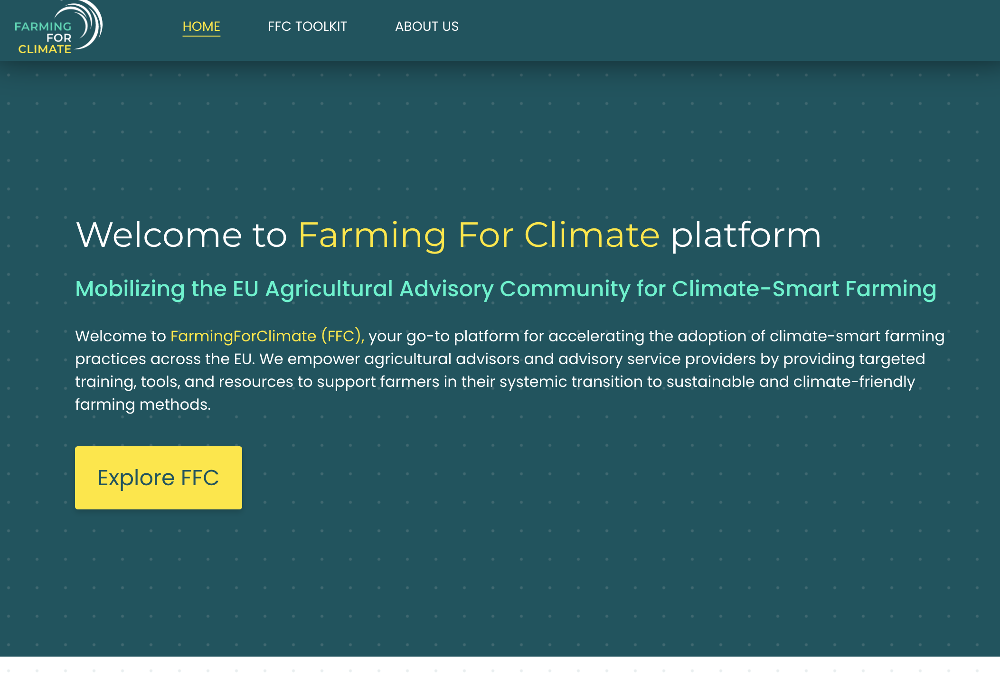 FARMING
FOR
CLIMATE
HOME
FFC TOOLKIT
ABOUT US
Welcome to Farming For Climate platform
Mobilizing the EU Agricultural Advisory Community for Climate-Smart Farming
Welcome to FarmingForClimate (FFC), your go-to platform for accelerating the adoption of climate-smart farming
practices across the EU. We empower agricultural advisors and advisory service providers by providing targeted
training, tools, and resources to support farmers in their systemic transition to sustainable and climate-friendly
farming methods.
Explore FFC